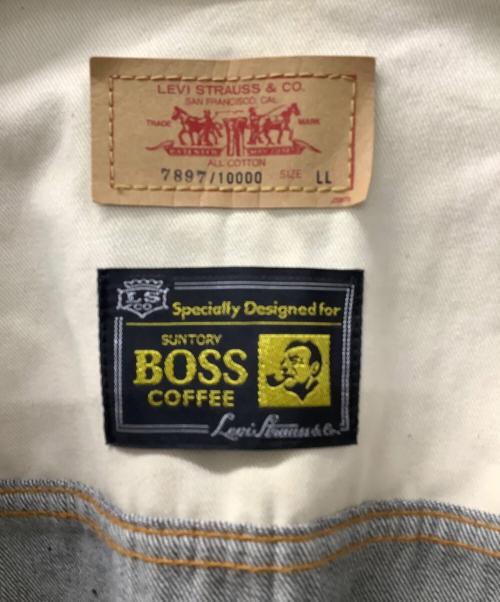 LEVI STRAUSS & CO.
SAN FRANCISCO, CAL.
TRADE MARK
ALL COTTON
7897/10000 SIZE LL
LS
CO
Specially Designed for
SUNTORY
BOSS
COFFEE
Levi Strauss & Co.